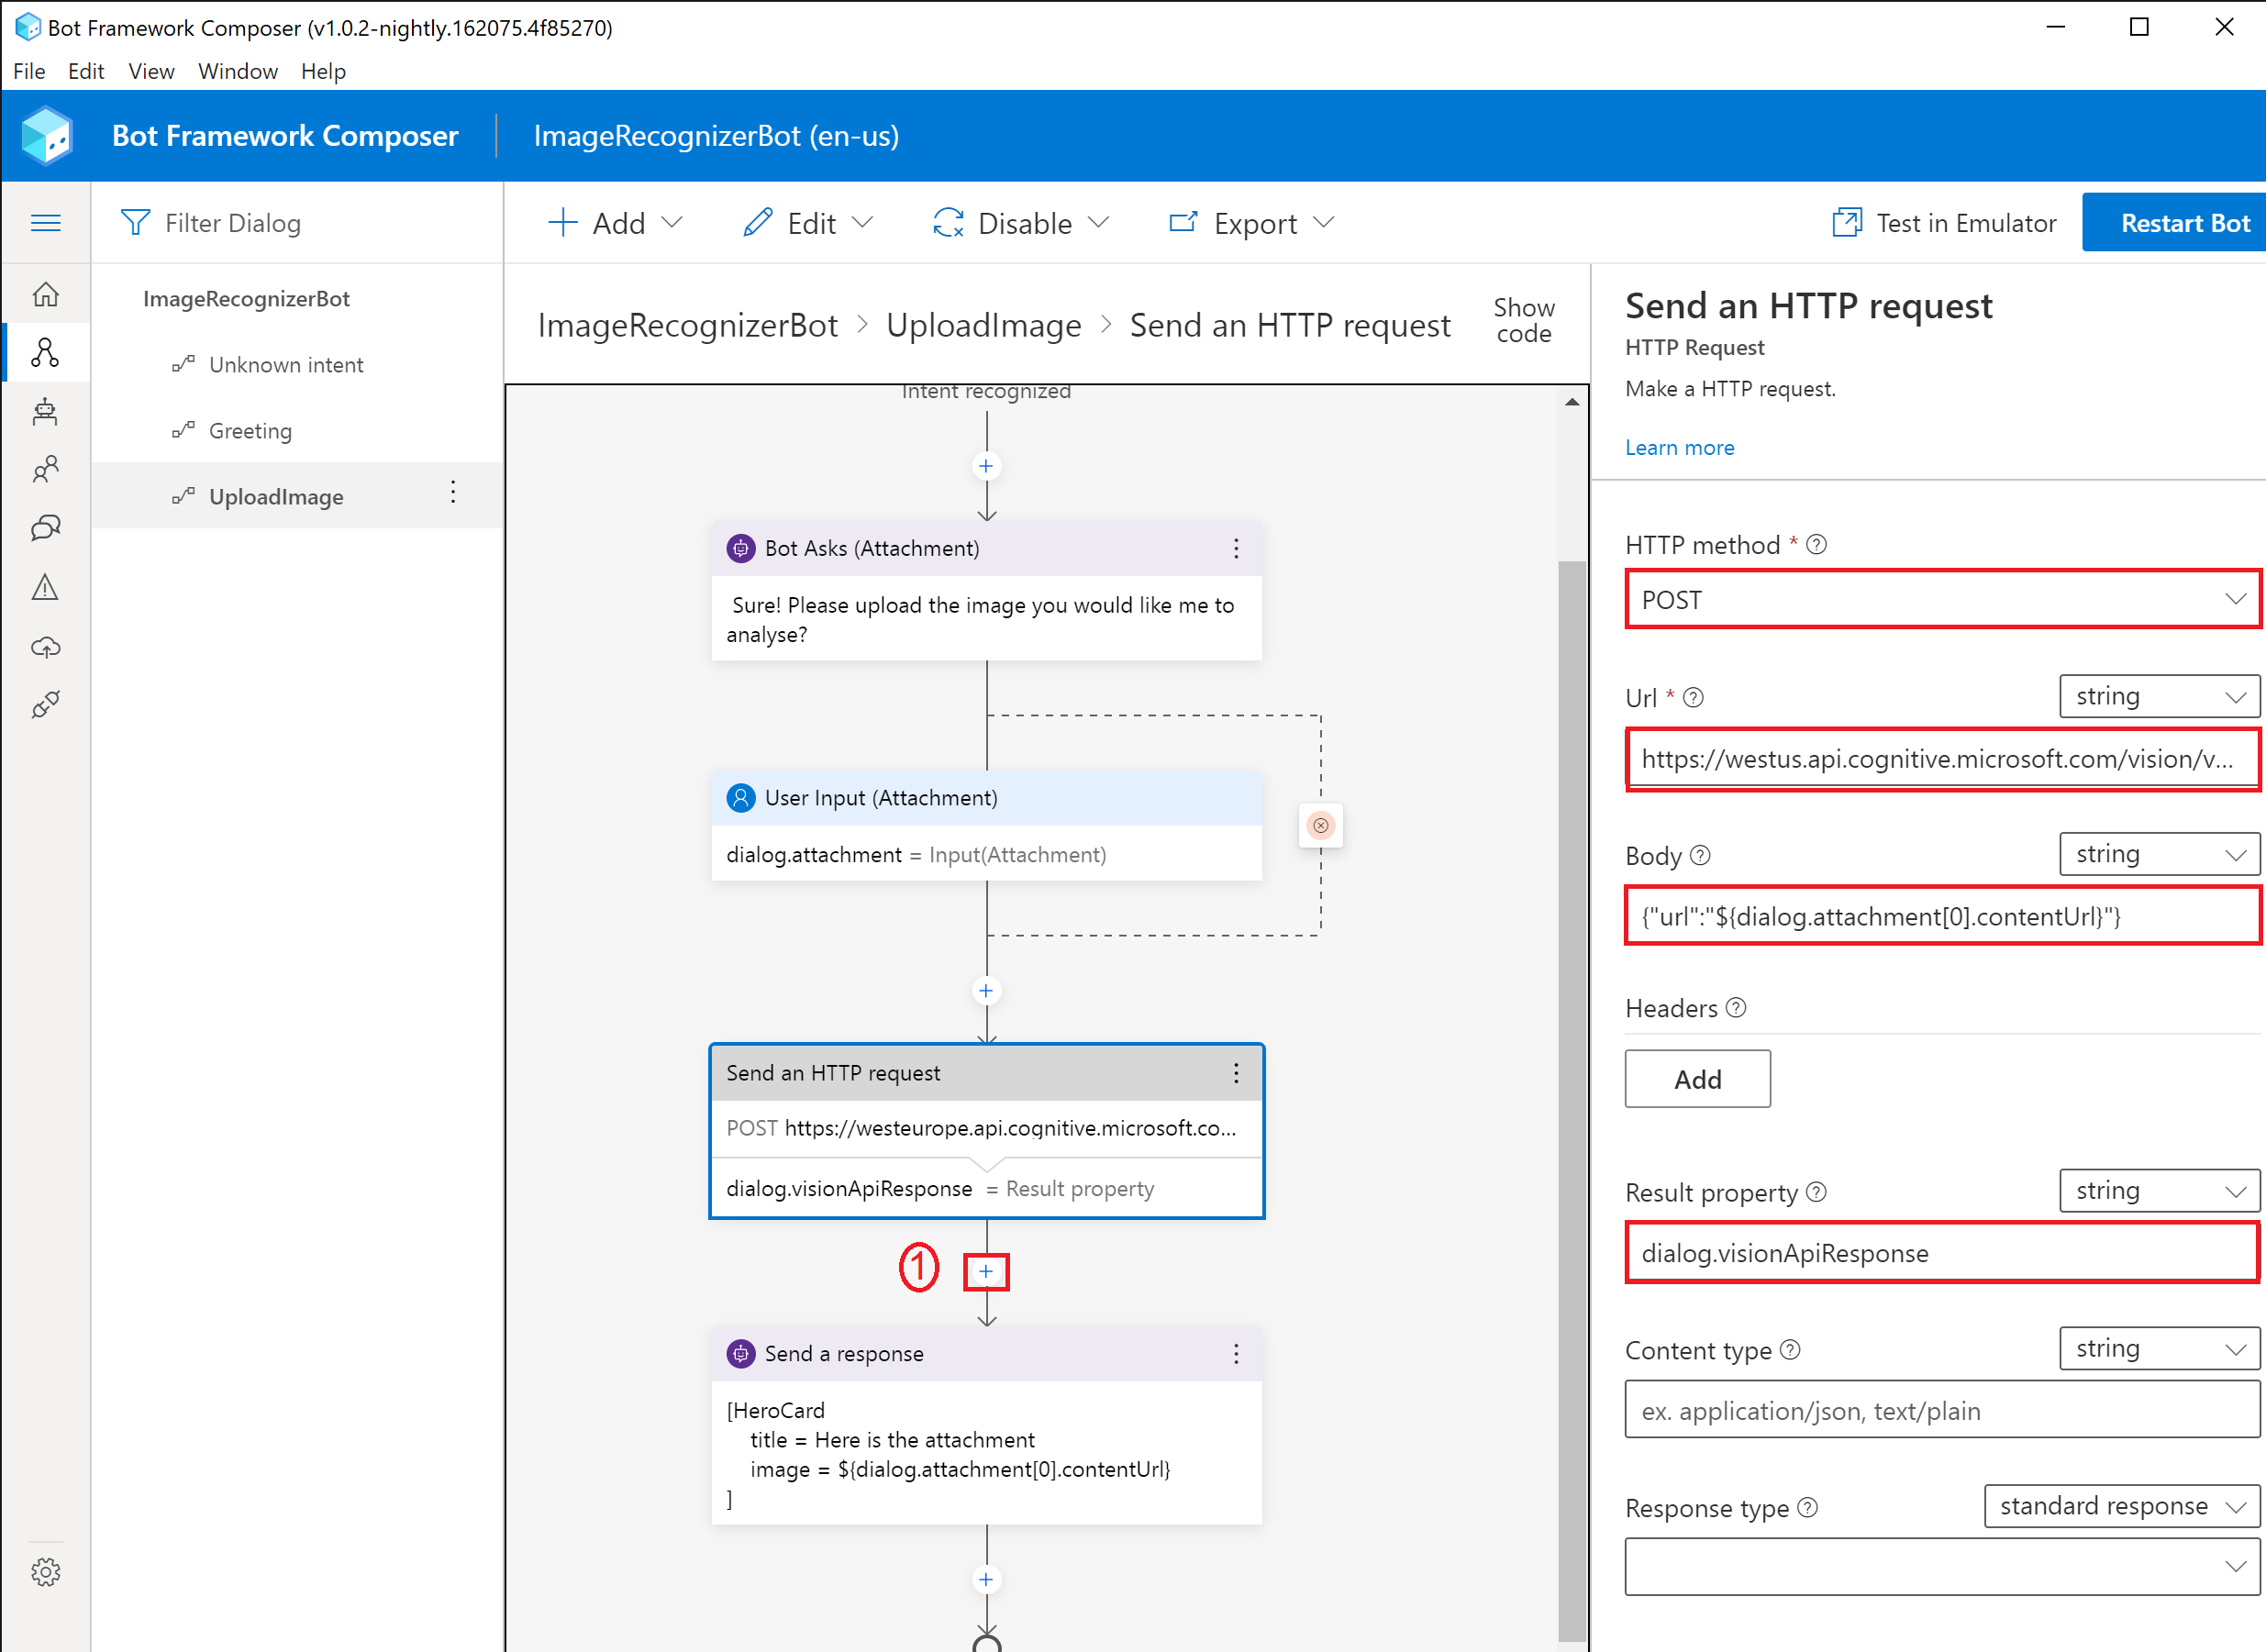 Bot Framework Composer (v1.0.2-nightly.162075.4f85270)
File Edit View Window Help
Bot Framework Composer ImageRecognizerBot (en-us)
Filter Dialog
Add Edit Disable Export Test in Emulator Restart Bot
ImageRecognizerBot
Unknown intent
Greeting
UploadImage
ImageRecognizerBot > UploadImage > Send an HTTP request
Show
code
Intent recognized
Bot Asks (Attachment)
Sure! Please upload the image you would like me to
analyse?
User Input (Attachment)
dialog.attachment = Input(Attachment)
Send an HTTP request
POST https://westeurope.api.cognitive.microsoft.co...
dialog.visionApiResponse = Result property
1
Send a response
[HeroCard
title = Here is the attachment
image = ${dialog.attachment[0].contentUrl}
]
Send an HTTP request
HTTP Request
Make a HTTP request.
Learn more
HTTP method *
POST
Url * string
https://westus.api.cognitive.microsoft.com/vision/v...
Body string
{"url":"${dialog.attachment[0].contentUrl}"}
Headers
Add
Result property string
dialog.visionApiResponse
Content type string
ex. application/json, text/plain
Response type standard response